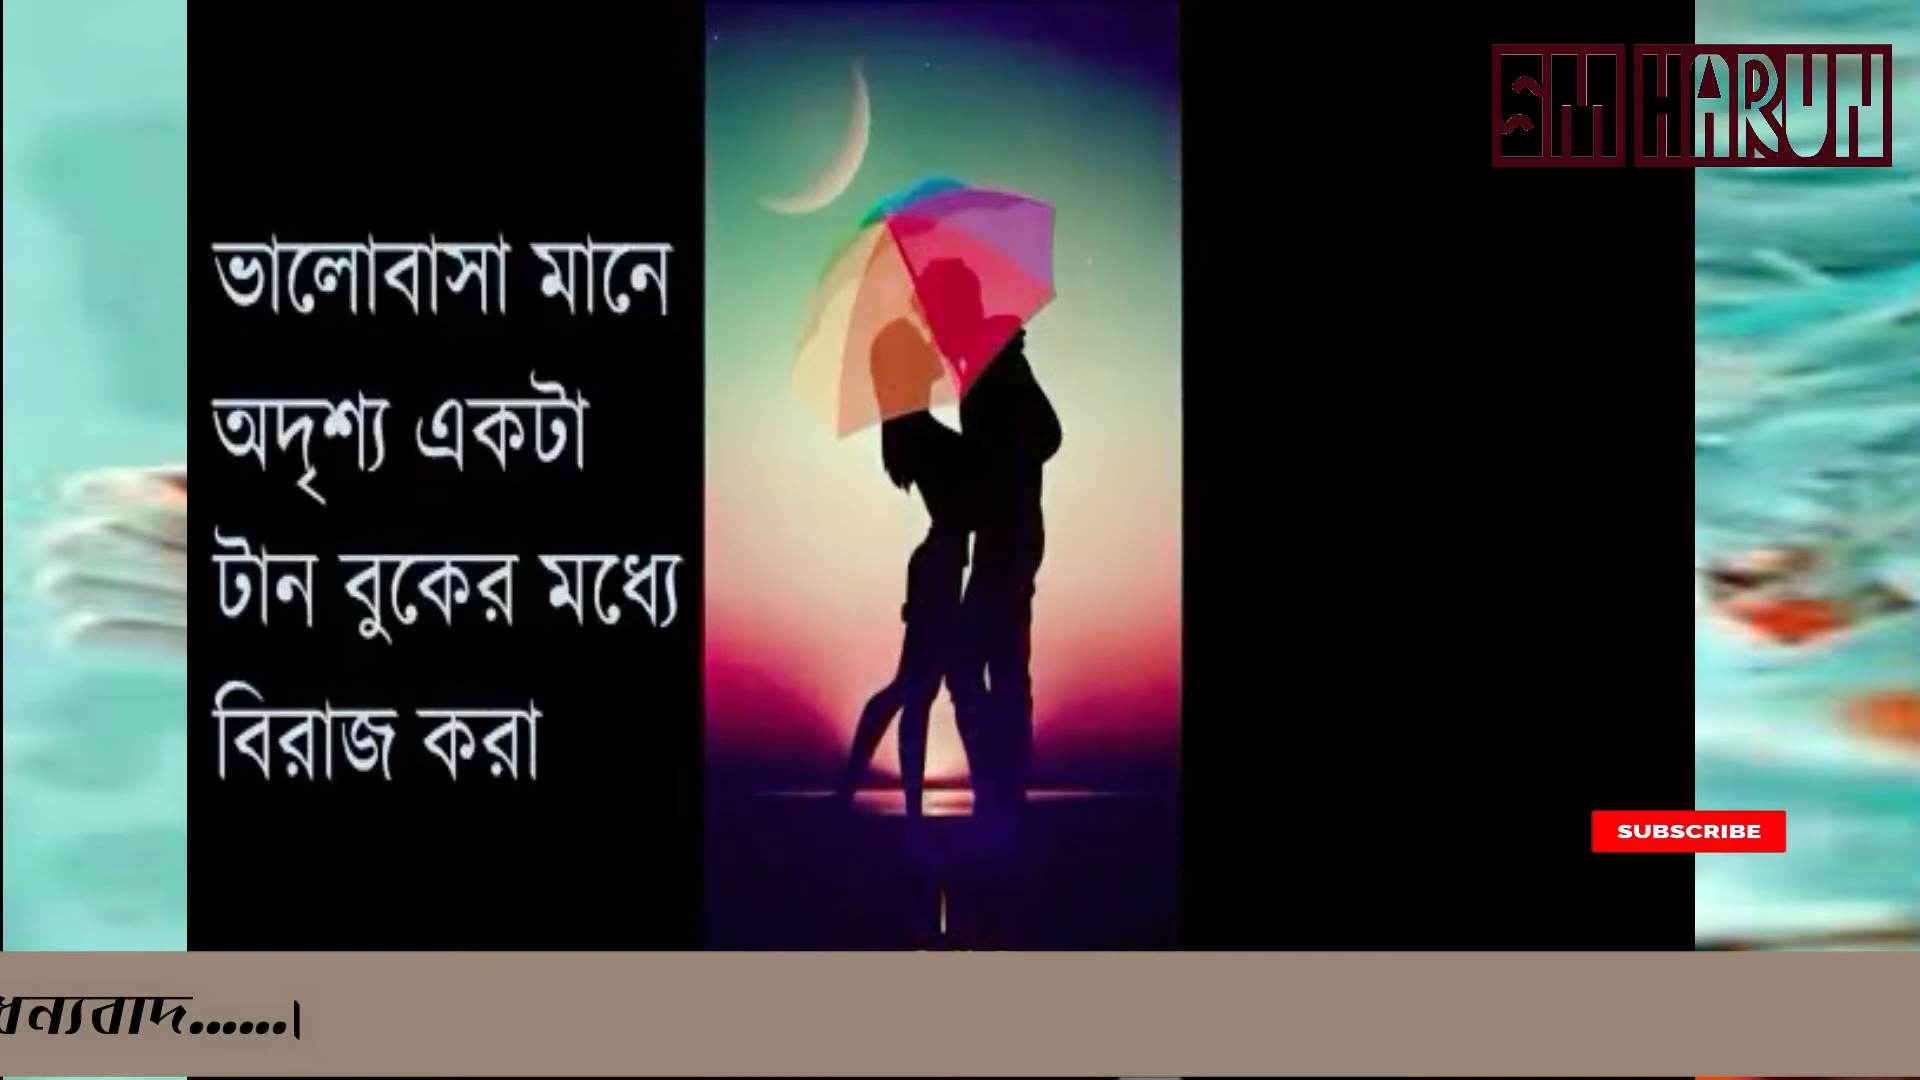 SM HARUN
ভালোবাসা মানে
অদৃশ্য একটা
টান বুকের মধ্যে
বিরাজ করা
SUBSCRIBE
ধন্যবাদ......।